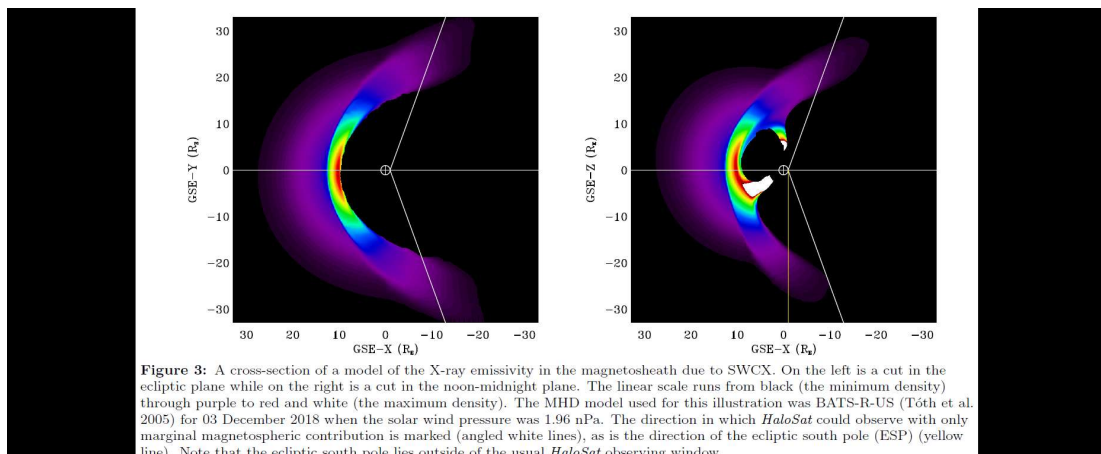 30
20
10
0
−10
−20
−30
GSE−Y (R_E)
30 20 10 0 −10 −20 −30
GSE−X (R_E)
30
20
10
0
−10
−20
−30
GSE−Z (R_E)
30 20 10 0 −10 −20 −30
GSE−X (R_E)
Figure 3: A cross-section of a model of the X-ray emissivity in the magnetosheath due to SWCX. On the left is a cut in the
ecliptic plane while on the right is a cut in the noon-midnight plane. The linear scale runs from black (the minimum density)
through purple to red and white (the maximum density). The MHD model used for this illustration was BATS-R-US (Tóth et al.
2005) for 03 December 2018 when the solar wind pressure was 1.96 nPa. The direction in which HaloSat could observe with only
marginal magnetospheric contribution is marked (angled white lines), as is the direction of the ecliptic south pole (ESP) (yellow
line). Note that the ecliptic south pole lies outside of the usual HaloSat observing window.